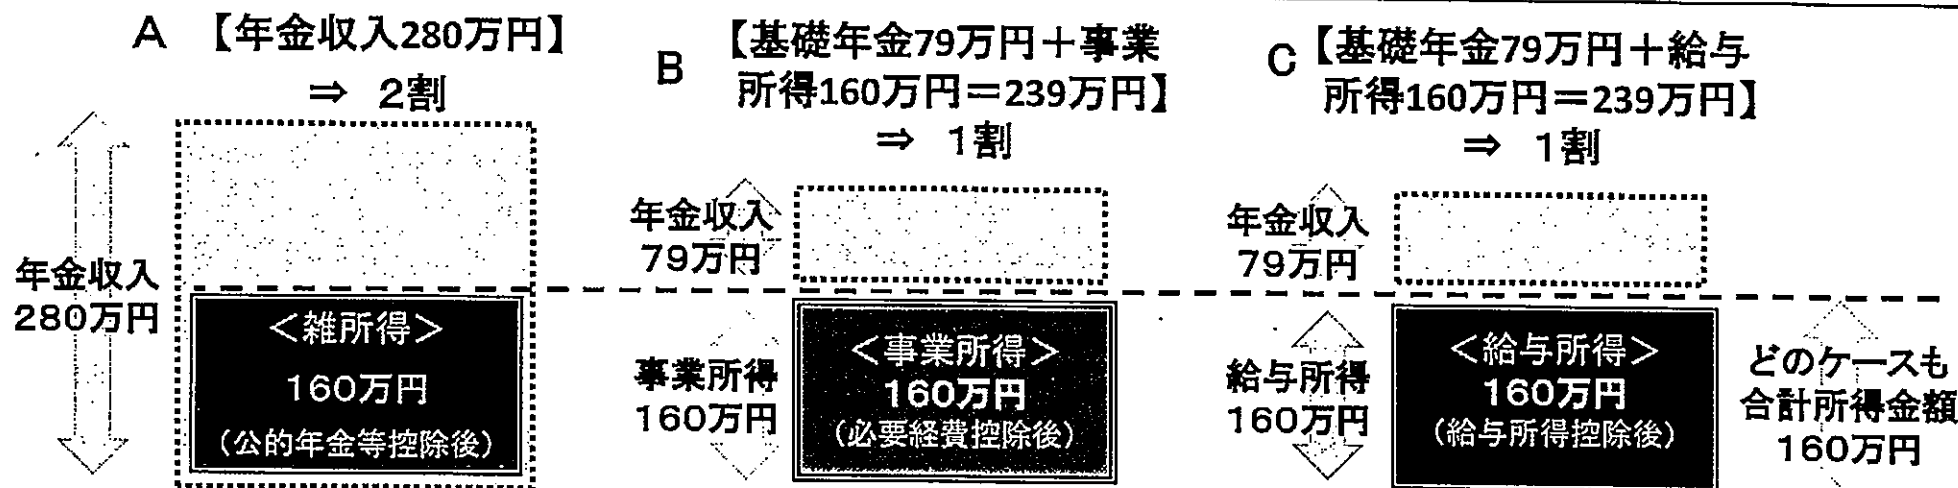 A 【年金収入280万円】
⇒ 2割
年金収入
280万円
<雑所得>
160万円
(公的年金等控除後)
B 【基礎年金79万円+事業
所得160万円=239万円】
⇒ 1割
年金収入
79万円
事業所得
160万円
<事業所得>
160万円
(必要経費控除後)
C 【基礎年金79万円+給与
所得160万円=239万円】
⇒ 1割
年金収入
79万円
給与所得
160万円
<給与所得>
160万円
(給与所得控除後)
どのケースも
合計所得金額
160万円